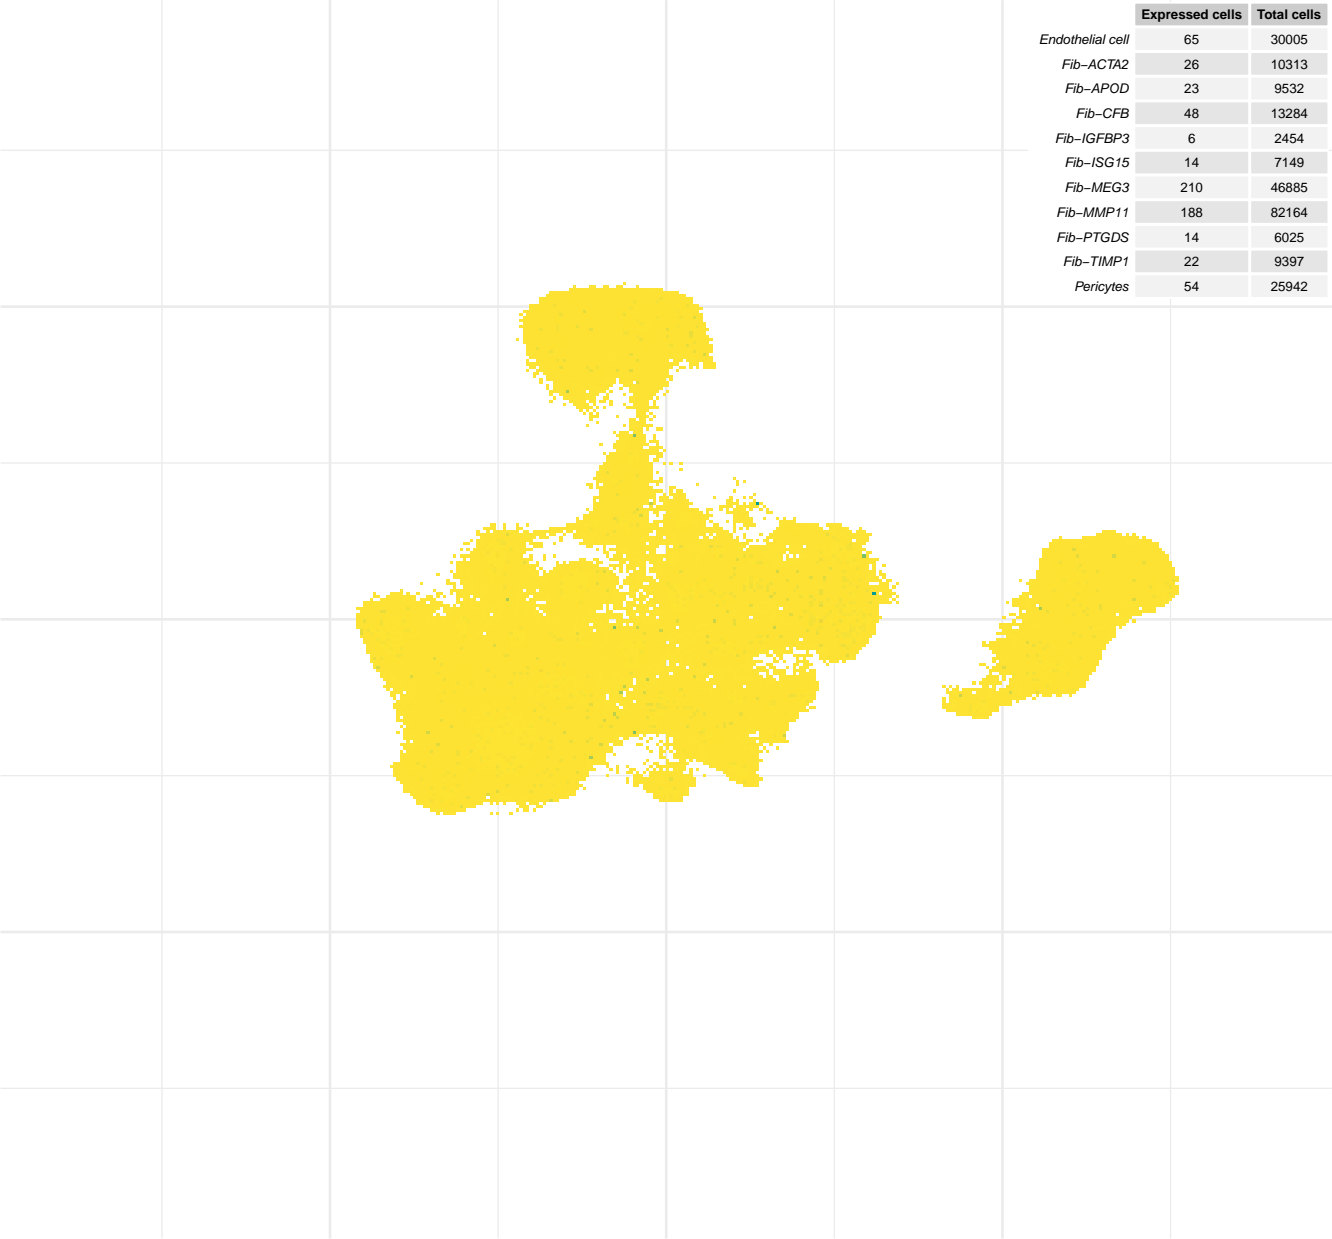 Expressed cells Total cells
Endothelial cell 65 30005
Fib−ACTA2 26 10313
Fib−APOD 23 9532
Fib−CFB 48 13284
Fib−IGFBP3 6 2454
Fib−ISG15 14 7149
Fib−MEG3 210 46885
Fib−MMP11 188 82164
Fib−PTGDS 14 6025
Fib−TIMP1 22 9397
Pericytes 54 25942